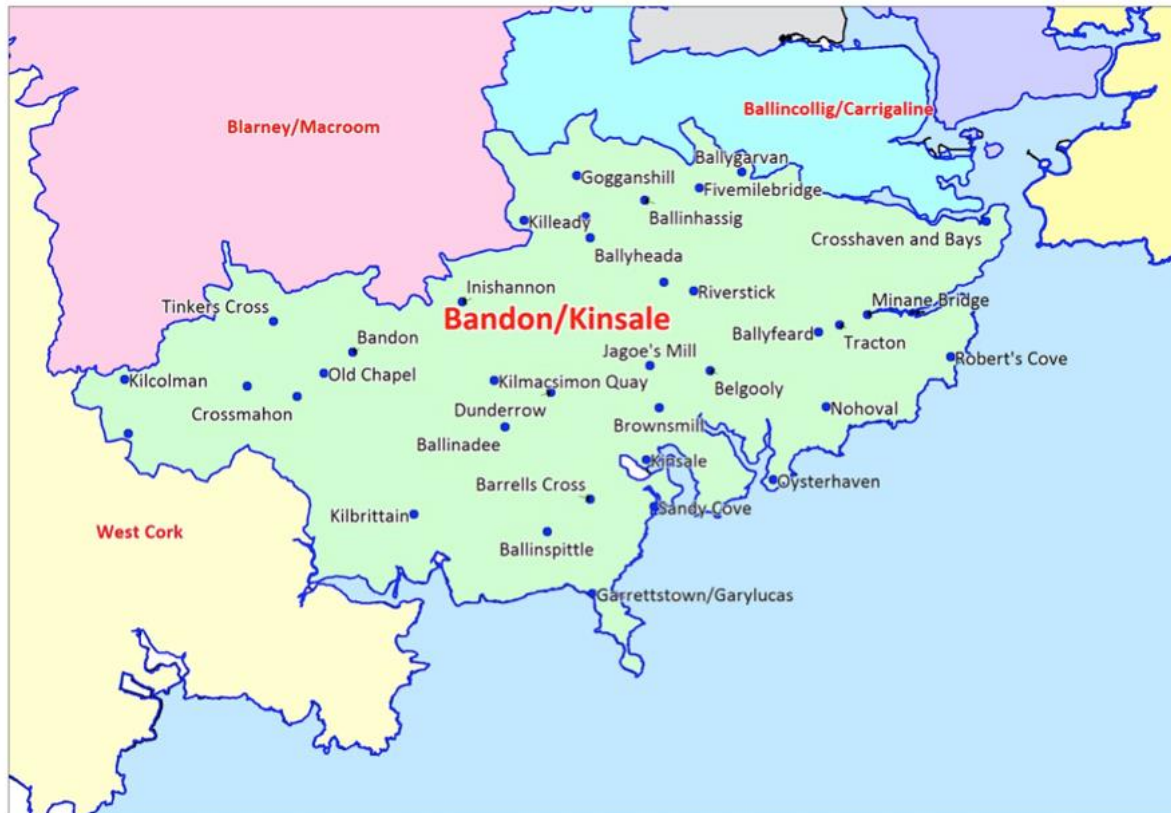 Ballincollig/Carrigaline
Blarney/Macroom
Ballygarvan
Gogganshill
Fivemilebridge
Ballinhassig
Killeady
Crosshaven and Bays
Ballyheada
Riverstick
Inishannon
Minane Bridge
Tinkers Cross
Bandon/Kinsale
Ballyfeard
Tracton
Bandon
Jagoe's Mill
Robert's Cove
Old Chapel
Kilcolman
Kilmacsimon Quay
Belgooly
Crossmahon
Dunderrow
Nohoval
Brownsmill
Ballinadee
Kinsale
Oysterhaven
Barrells Cross
Sandy Cove
Kilbrittain
West Cork
Ballinspittle
Garrettstown/Garylucas